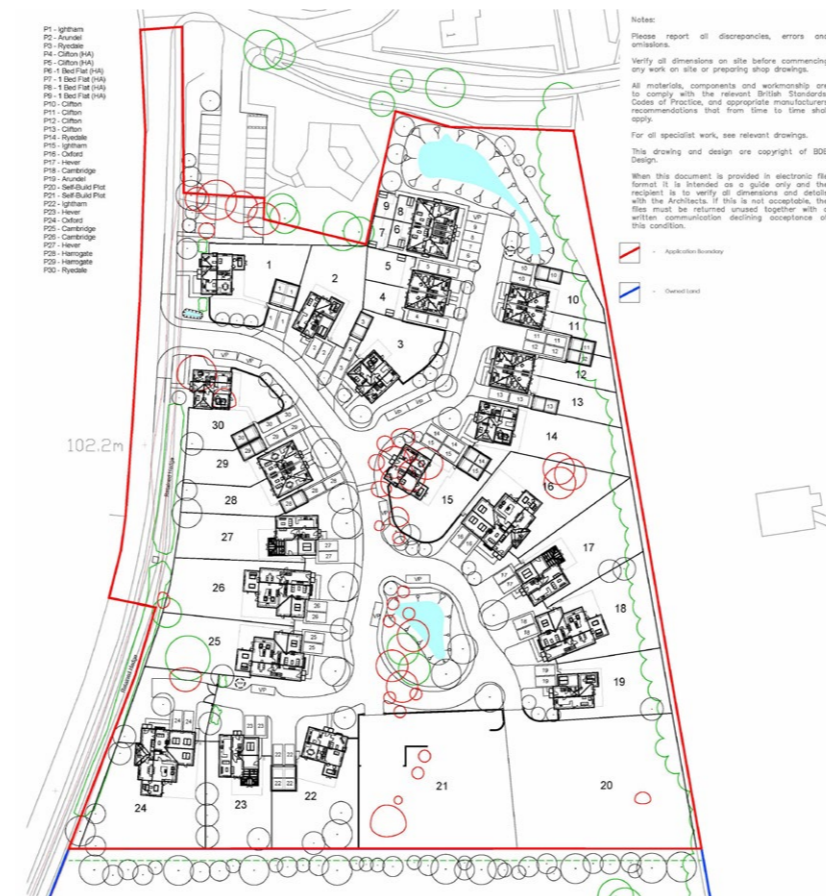 P1 - Ightham
P2 - Arundel
P3 - Ryedale
P4 - Clifton (HA)
P5 - Clifton (HA)
P6 -1 Bed Flat (HA)
P7 - 1 Bed Flat (HA)
P8 - 1 Bed Flat (HA)
P9 - 1 Bed Flat (HA)
P10 - Clifton
P11 - Clifton
P12 - Clifton
P13 - Clifton
P14 - Ryedale
P15 - Ightham
P16 - Oxford
P17 - Hever
P18 - Cambridge
P19 - Arundel
P20 - Self-Build Plot
P21 - Self-Build Plot
P22 - Ightham
P23 - Hever
P24 - Oxford
P25 - Cambridge
P26 - Cambridge
P27 - Hever
P28 - Harrogate
P29 - Harrogate
P30 - Ryedale
Notes:
Please report all discrepancies, errors and
omissions.
Verify all dimensions on site before commencing
any work on site or preparing shop drawings.
All materials, components and workmanship are
to comply with the relevant British Standards,
Codes of Practice, and appropriate manufacturers
recommendations that from time to time shall
apply.
For all specialist work, see relevant drawings.
This drawing and design are copyright of BDB
Design.
When this document is provided in electronic file
format it is intended as a guide only and the
recipient is to verify all dimensions and details
with the Architects. If this is not acceptable, the
files must be returned unused together with a
written communication declining acceptance of
this condition.
- Application Boundary
- Owned Land
102.2m
Retained Hedge
Retained Hedge
1
2
3
4
5
6
7
8
9
10
11
12
13
14
15
16
17
18
19
20
21
22
23
24
25
26
27
28
29
30
VP
VP
VP
VP
VP
VP